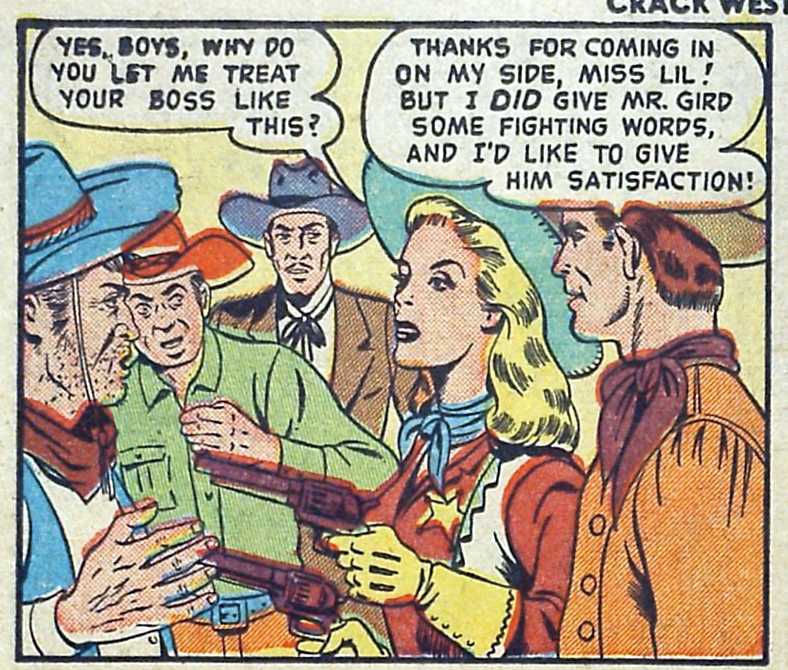 CRACK WEST
YES, BOYS, WHY DO
YOU LET ME TREAT
YOUR BOSS LIKE
THIS?
THANKS FOR COMING IN
ON MY SIDE, MISS LIL!
BUT I DID GIVE MR. GIRD
SOME FIGHTING WORDS,
AND I'D LIKE TO GIVE
HIM SATISFACTION!